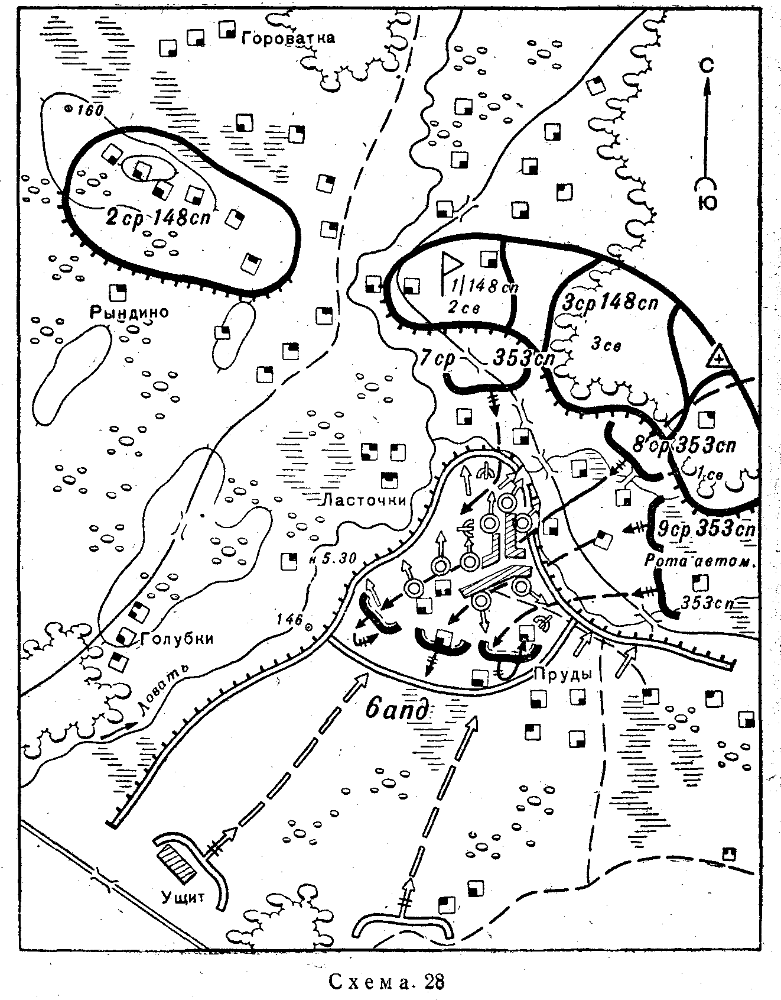 Гороватка
С
160
Ю
2 ср 148 сп
1/148 сп
2 св
3 ср 148 сп
Рындино
3 св
7 ср 353 сп
8 ср 353 сп
1 св
Ласточки
9 ср 353 сп
к 5.30
Рота автом.
353 сп
146
Голубки
Пруды
Ловать
6 апд
Ущит
Схема. 28